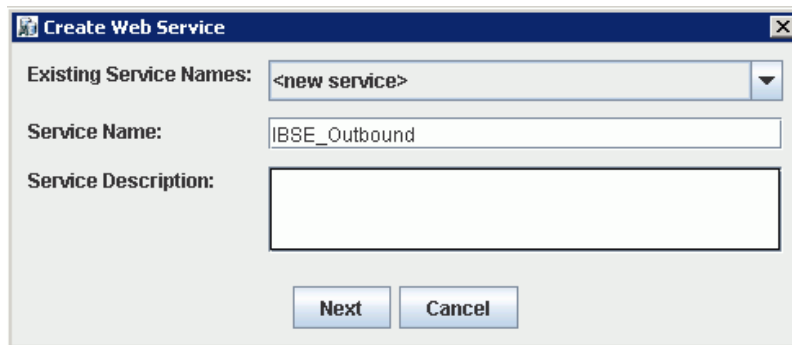 Create Web Service
Existing Service Names: <new service>
Service Name: IBSE_Outbound
Service Description:
Next Cancel